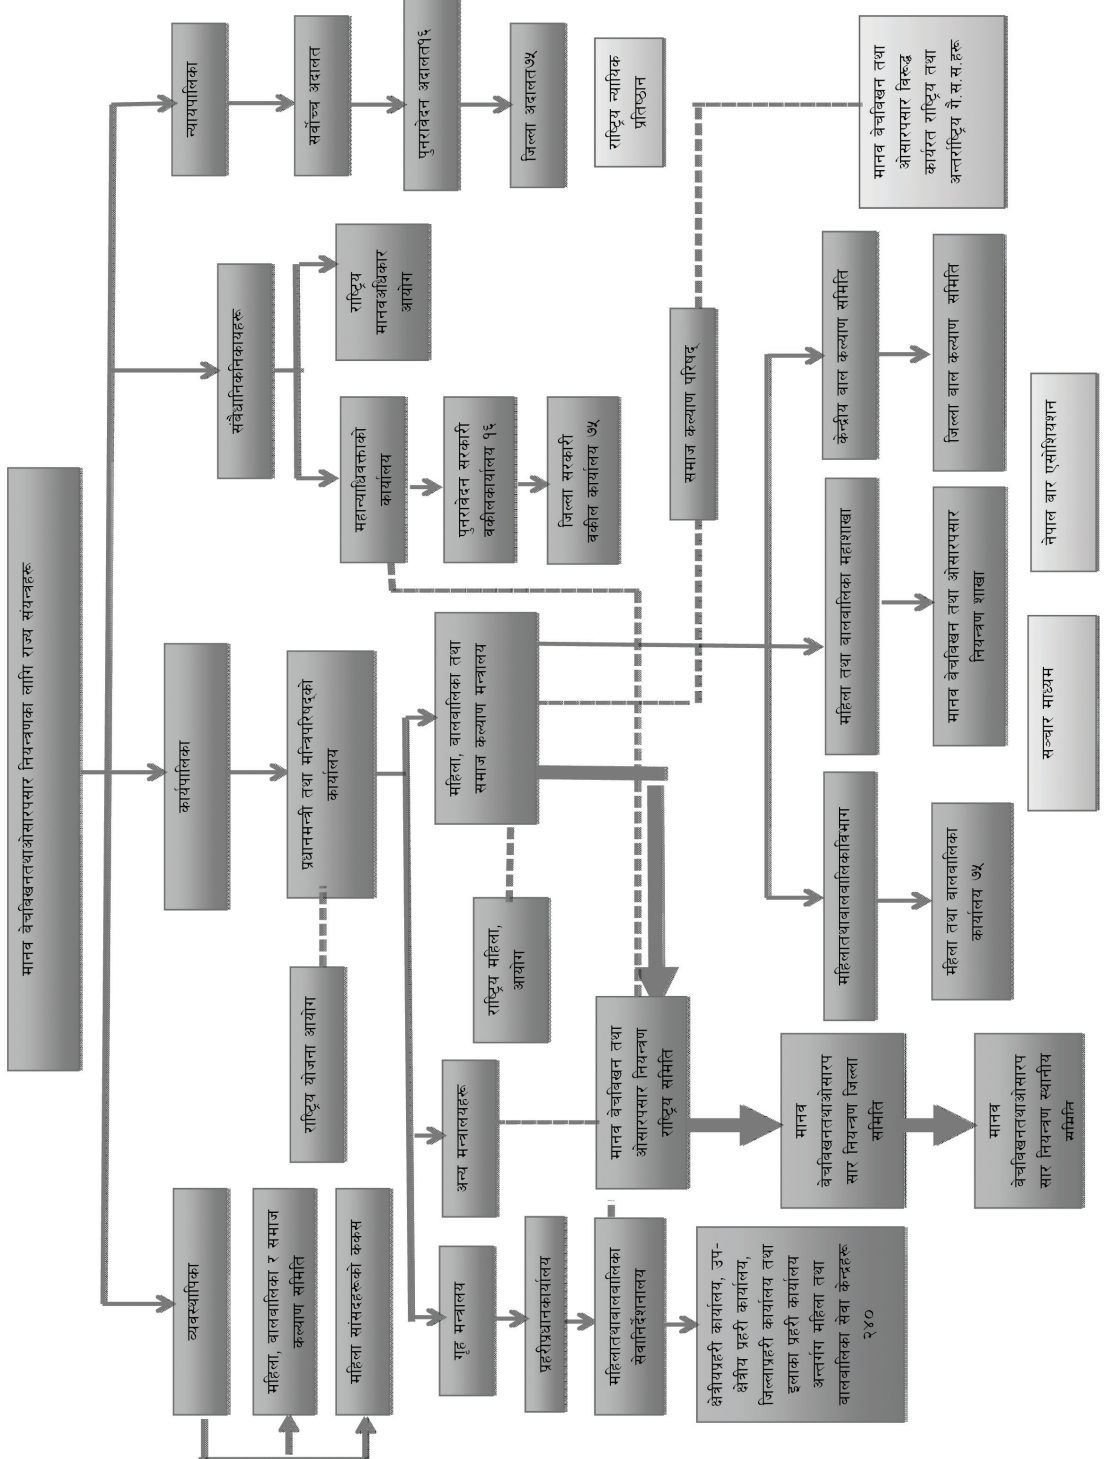 मानव बेचबिखनतथाओसारपसार नियन्त्रणका लागि राज्य संयन्त्रहरू
व्यवस्थापिका
महिला, बालबालिका र समाज
कल्याण समिति
महिला सांसदहरूको ककस
कार्यपालिका
प्रधानमन्त्री तथा मन्त्रिपरिषद्को
कार्यालय
राष्ट्रिय योजना आयोग
संवैधानिकनिकायहरू
महान्याधिवक्ताको
कार्यालय
पुनरावेदन सरकारी
वकीलकार्यालय १६
जिल्ला सरकारी
वकील कार्यालय ७५
राष्ट्रिय
मानवअधिकार
आयोग
न्यायपालिका
सर्वोच्च अदालत
पुनरावेदन अदालत१६
जिल्ला अदालत७५
राष्ट्रिय न्यायिक
प्रतिष्ठान
गृह मन्त्रालय
प्रहरीप्रधानकार्यालय
महिलातथाबालबालिका
सेवानिर्देशनालय
क्षेत्रीयप्रहरी कार्यालय, उप-
क्षेत्रीय प्रहरी कार्यालय,
जिल्लाप्रहरी कार्यालय तथा
इलाका प्रहरी कार्यालय
अन्तर्गग महिला तथा
बालबालिका सेवा केन्द्रहरू
२४०
अन्य मन्त्रालयहरू
राष्ट्रिय महिला,
आयोग
महिला, बालबालिका तथा
समाज कल्याण मन्त्रालय
मानव बेचबिखन तथा
ओसारपसार नियन्त्रण
राष्ट्रिय समिति
मानव
बेचबिखनतथाओसारप
सार नियन्त्रण जिल्ला
समिति
मानव
बेचबिखनतथाओसारप
सार नियन्त्रण स्थानीय
समिति
समाज कल्याण परिषद्
मानव बेचबिखन तथा
ओसारपसार विरूद्ध
कार्यरत राष्ट्रिय तथा
अन्तर्राष्ट्रिय गै.स.स.हरू
महिलातथाबालबालिकाविभाग
महिला तथा बालबालिका
कार्यालय ७५
महिला तथा बालबालिका महाशाखा
मानव बेचबिखन तथा ओसारपसार
नियन्त्रण शाखा
केन्द्रीय बाल कल्याण समिति
जिल्ला बाल कल्याण समिति
सञ्चार माध्यम
नेपाल बार एसोशियशन